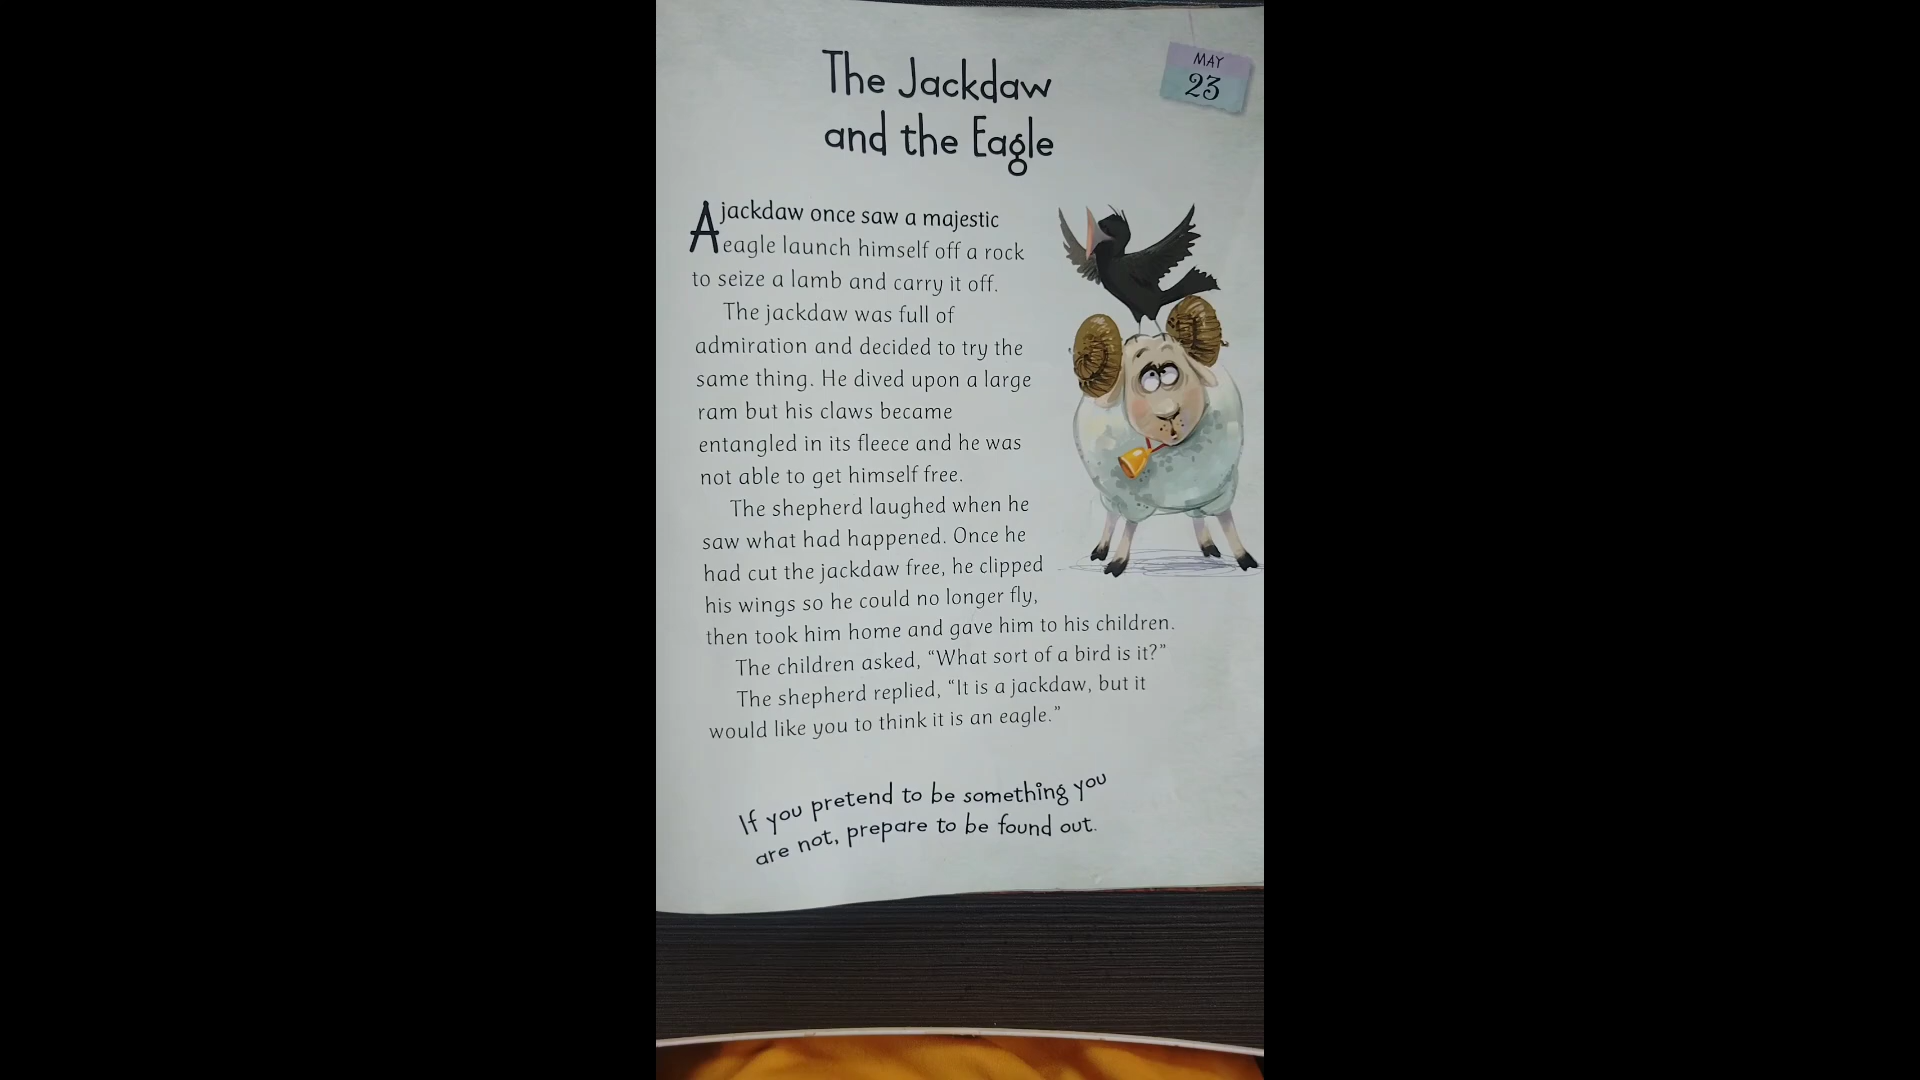 The Jackdaw
and the Eagle
MAY
23
A jackdaw once saw a majestic
eagle launch himself off a rock
to seize a lamb and carry it off.
The jackdaw was full of
admiration and decided to try the
same thing. He dived upon a large
ram but his claws became
entangled in its fleece and he was
not able to get himself free.
The shepherd laughed when he
saw what had happened. Once he
had cut the jackdaw free, he clipped
his wings so he could no longer fly,
then took him home and gave him to his children.
The children asked, “What sort of a bird is it?”
The shepherd replied, “It is a jackdaw, but it
would like you to think it is an eagle.”
If you pretend to be something you
are not, prepare to be found out.